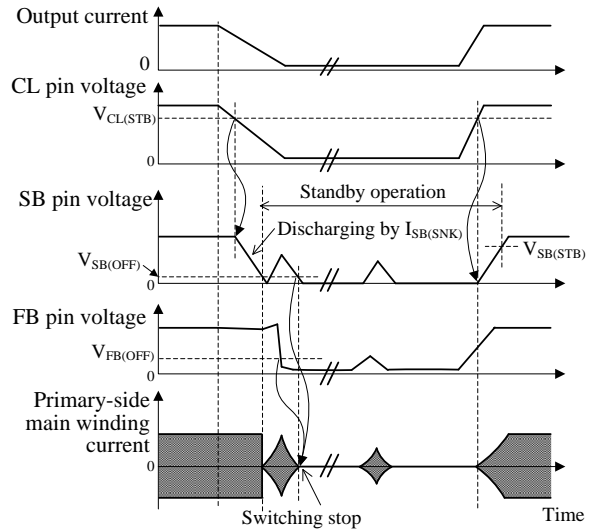 Output current
0
CL pin voltage
VCL(STB)
0
SB pin voltage
Standby operation
Discharging by ISB(SNK)
VSB(OFF)
VSB(STB)
0
FB pin voltage
VFB(OFF)
0
Primary-side
main winding
current
0
Time
Switching stop